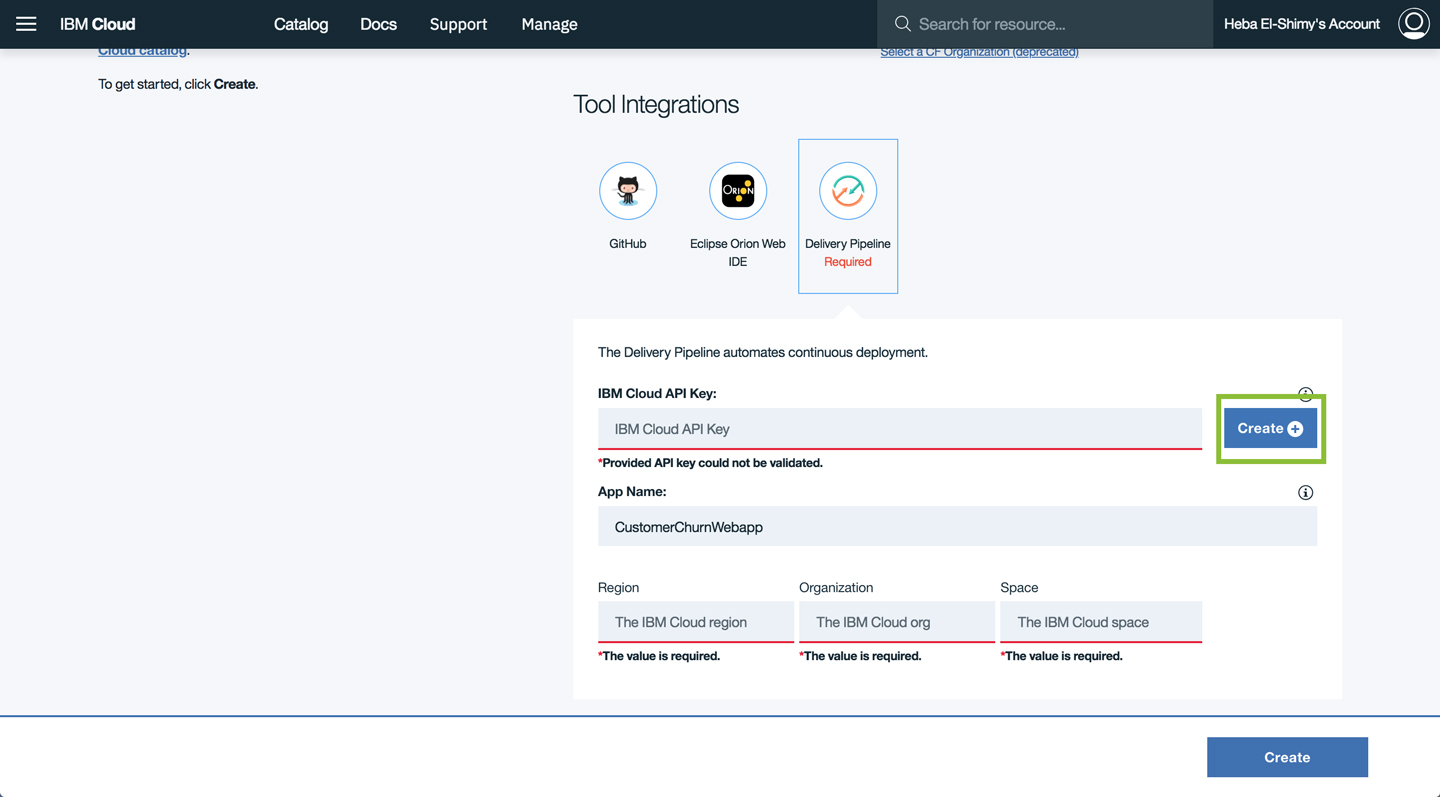 IBM Cloud
Catalog
Docs
Support
Manage
Search for resource...
Heba El-Shimy's Account
Cloud catalog.
Select a CF Organization (deprecated)
To get started, click Create.
Tool Integrations
ORION
GitHub
Eclipse Orion Web
IDE
Delivery Pipeline
Required
The Delivery Pipeline automates continuous deployment.
IBM Cloud API Key:
IBM Cloud API Key
Create
*Provided API key could not be validated.
App Name:
CustomerChurnWebapp
Region
Organization
Space
The IBM Cloud region
The IBM Cloud org
The IBM Cloud space
*The value is required.
*The value is required.
*The value is required.
Create